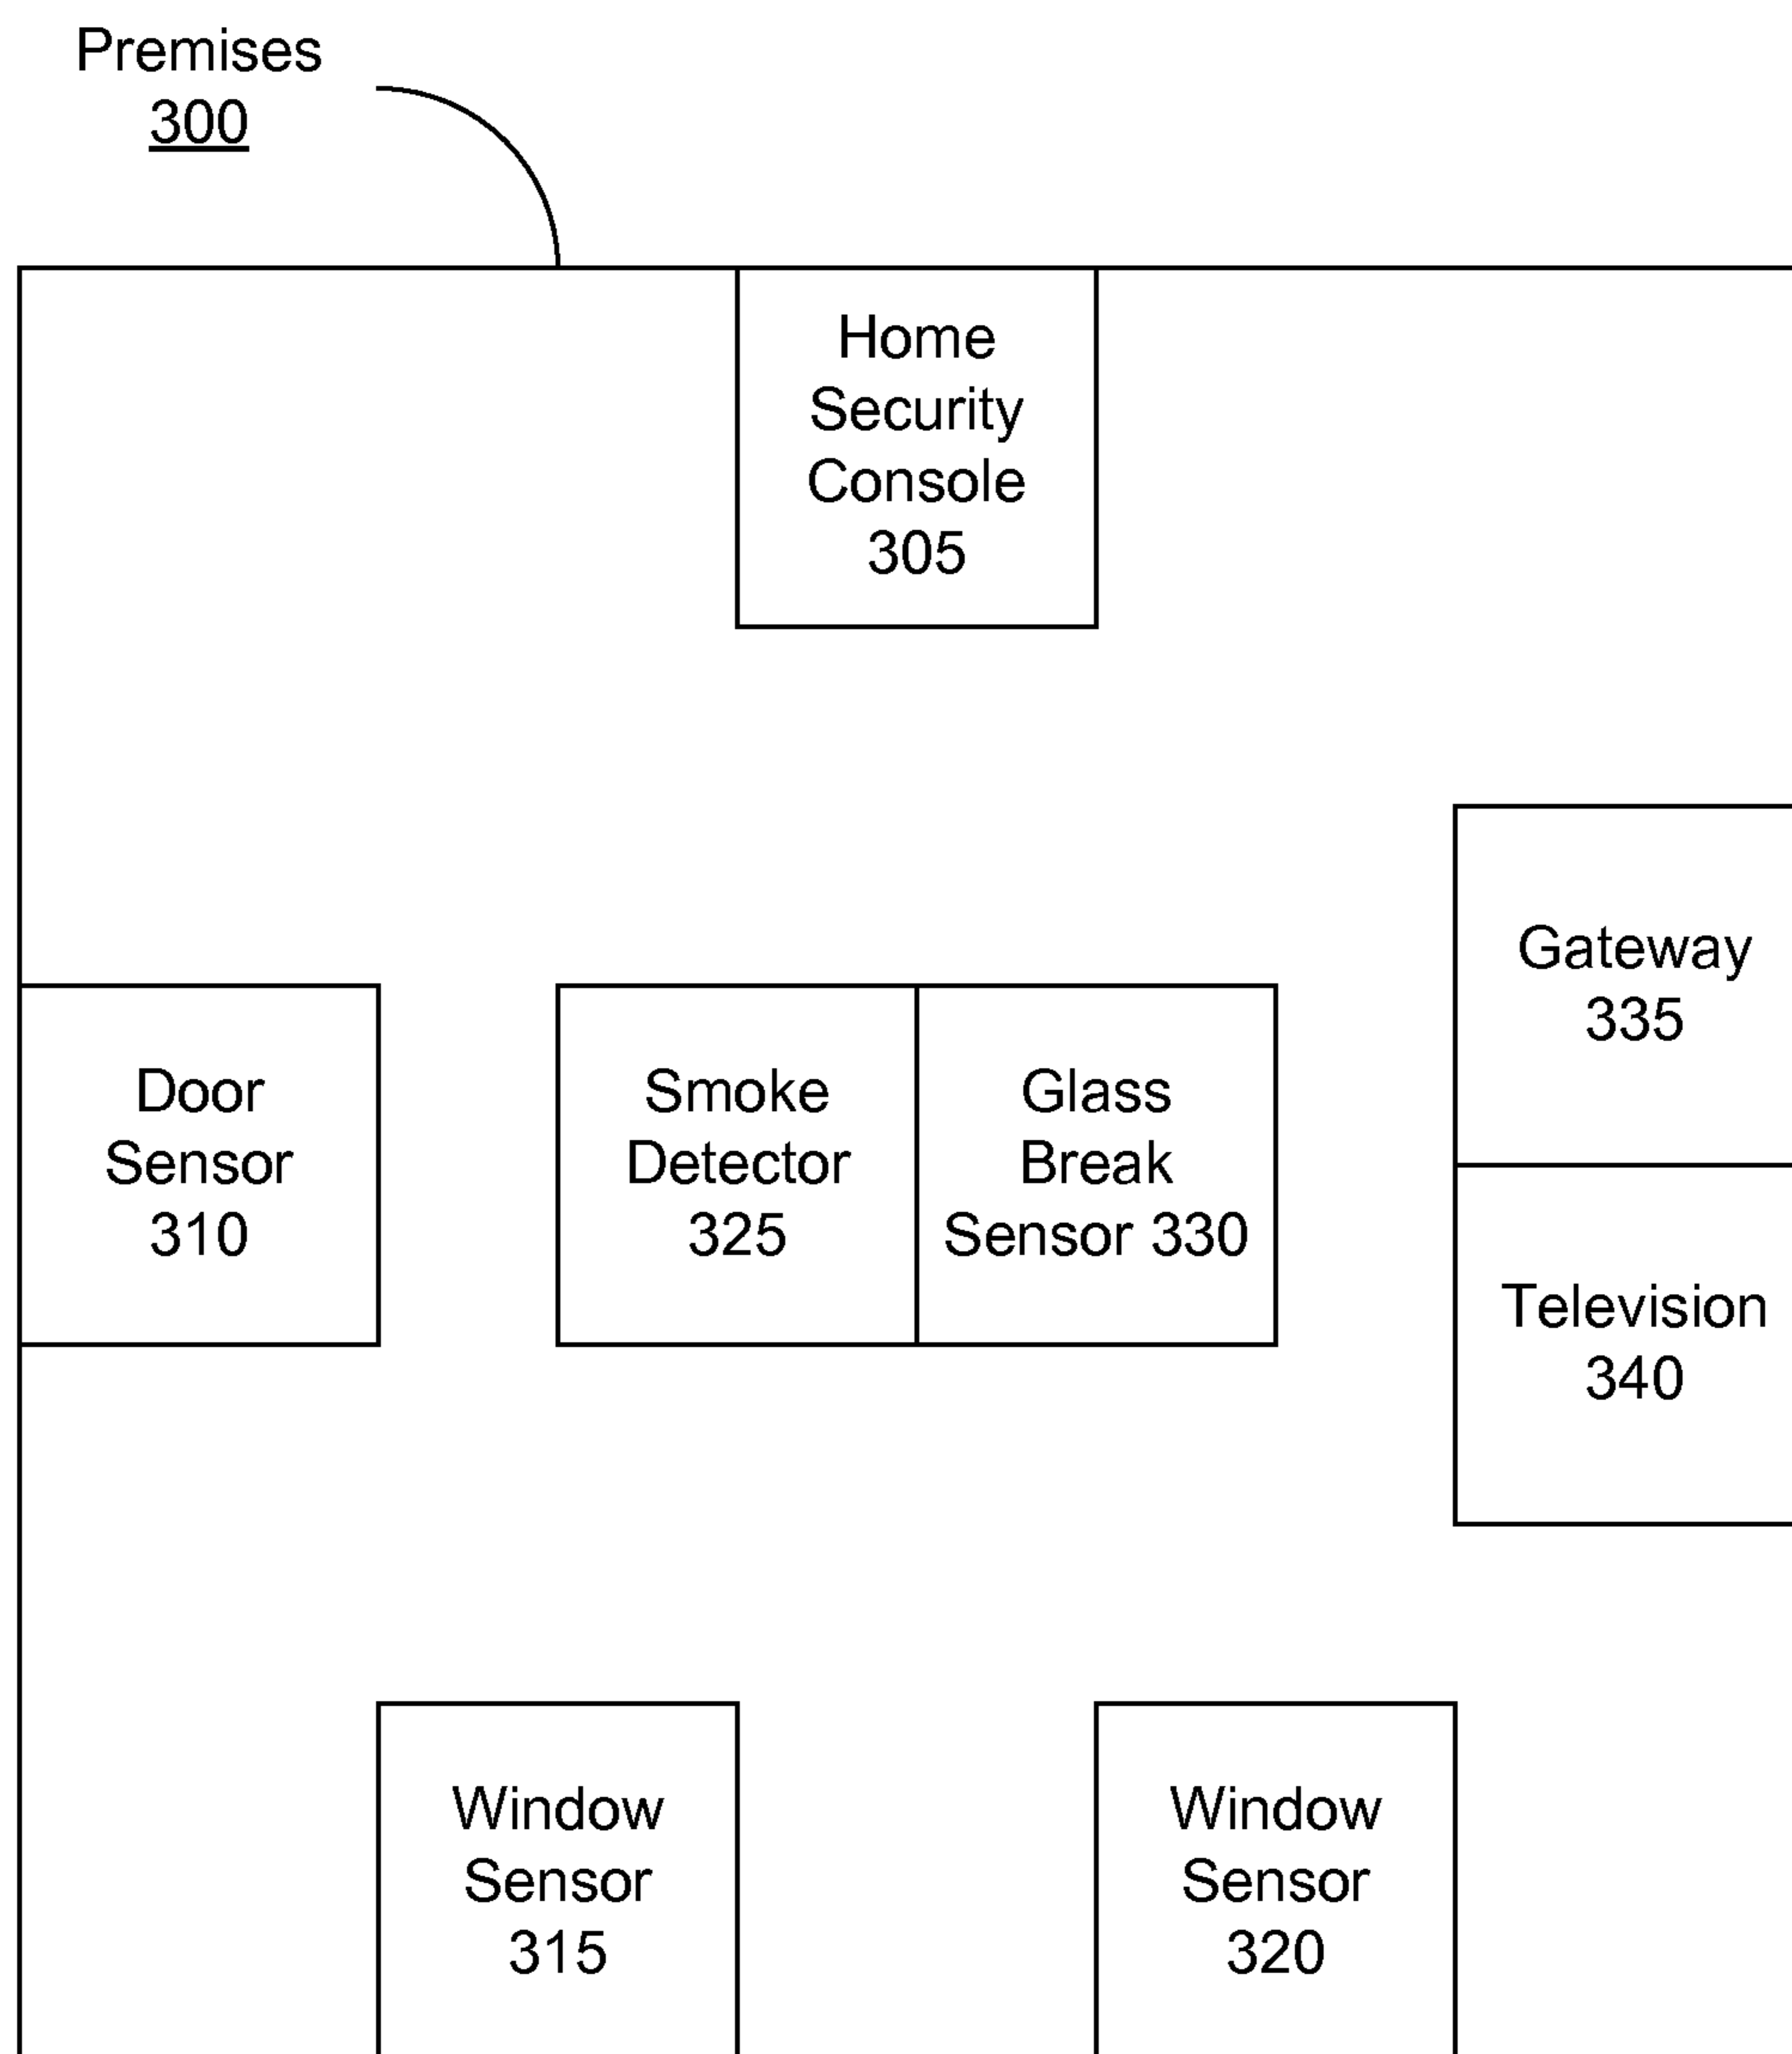 Premises
300
Home
Security
Console
305
Gateway
335
Door
Sensor
310
Smoke
Detector
325
Glass
Break
Sensor 330
Television
340
Window
Sensor
315
Window
Sensor
320